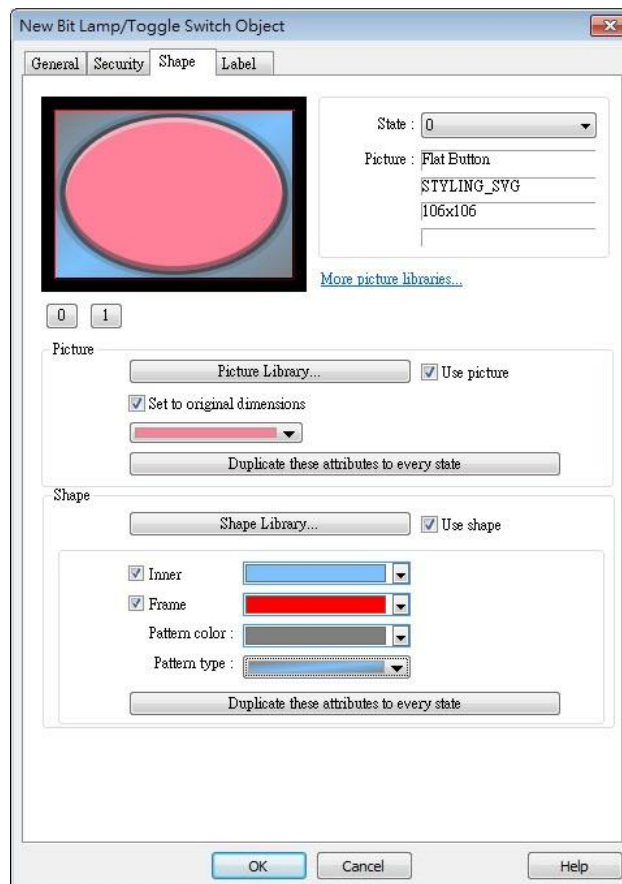 New Bit Lamp/Toggle Switch Object
General Security Shape Label
State : 0
Picture : Flat Button
STYLING_SVG
106x106
More picture libraries...
0 1
Picture
Picture Library... Use picture
Set to original dimensions
Duplicate these attributes to every state
Shape
Shape Library... Use shape
Inner
Frame
Pattern color :
Pattern type :
Duplicate these attributes to every state
OK Cancel Help